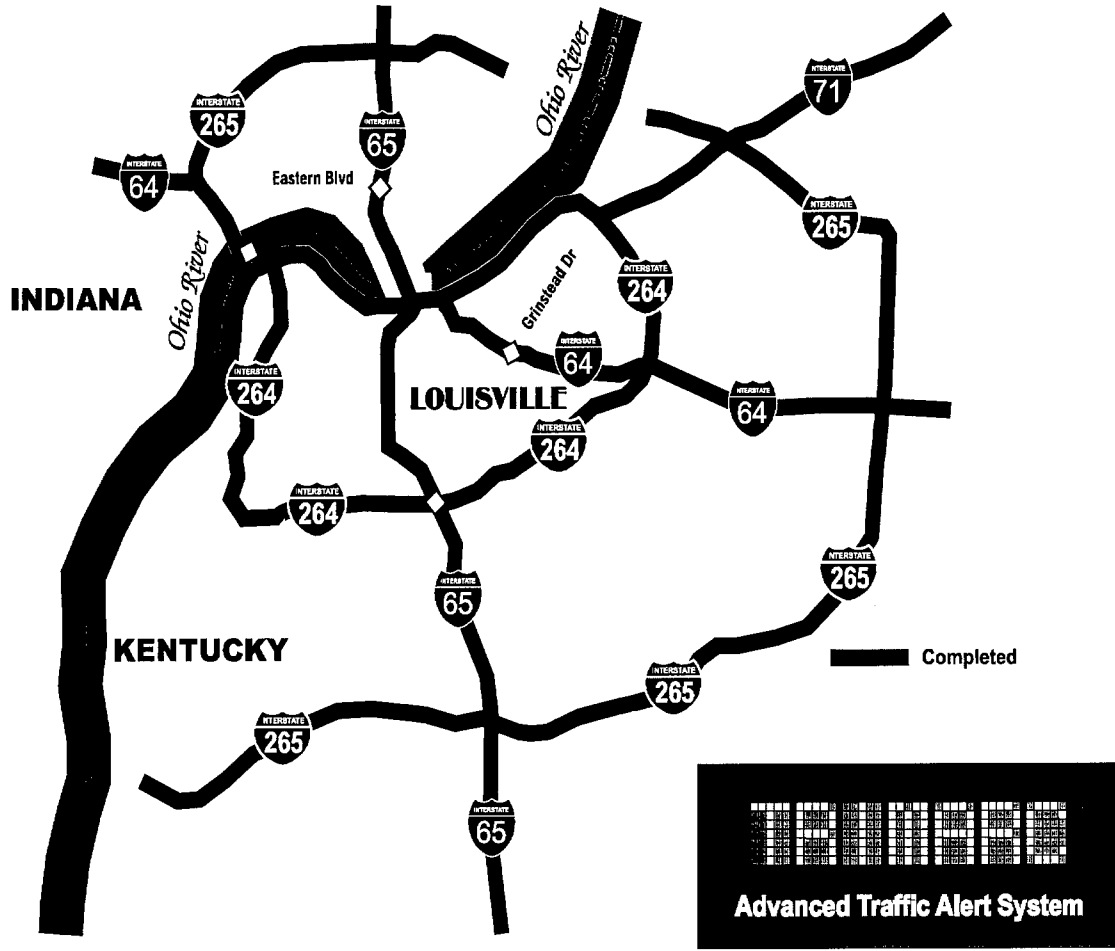 Ohio River
INTERSTATE
71
INTERSTATE
265
INTERSTATE
65
INTERSTATE
64
Eastern Blvd
INTERSTATE
265
Ohio River
INDIANA
Grinstead Dr
INTERSTATE
264
INTERSTATE
264
INTERSTATE
64
LOUISVILLE
INTERSTATE
64
INTERSTATE
264
INTERSTATE
264
INTERSTATE
265
INTERSTATE
65
KENTUCKY
Completed
INTERSTATE
265
INTERSTATE
265
INTERSTATE
65
Advanced Traffic Alert System